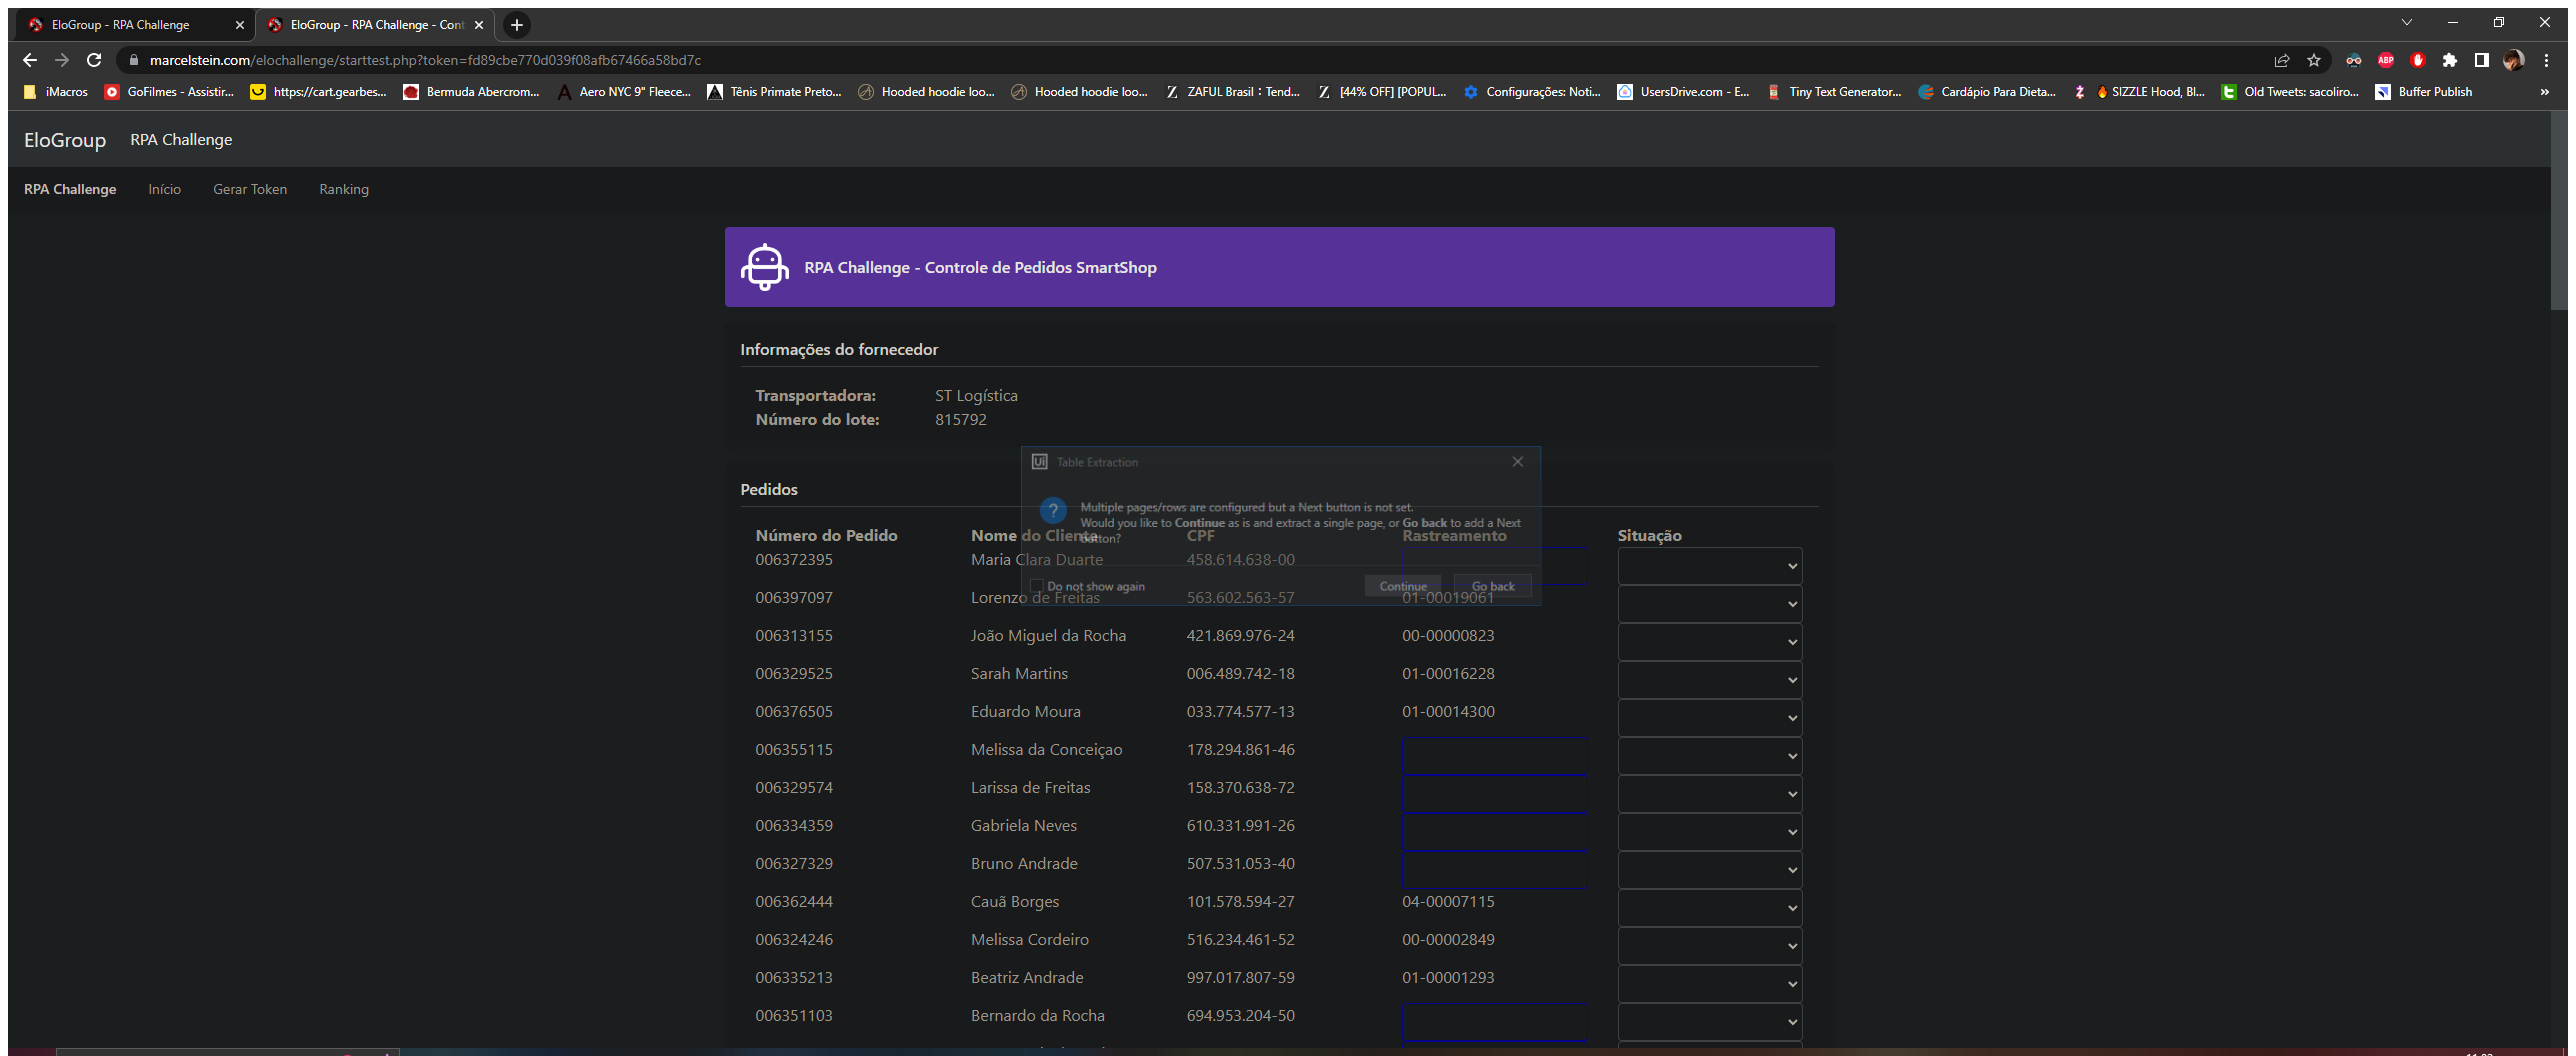 EloGroup - RPA Challenge
EloGroup - RPA Challenge - Cont
marcelstein.com/elochallenge/starttest.php?token=fd89cbe770d039f08afb67466a58bd7c
ABP
iMacros GoFilmes - Assistir... https://cart.gearbes... Bermuda Abercrom... Aero NYC 9" Fleece... Tênis Primate Preto... Hooded hoodie loo... Hooded hoodie loo... ZAFUL Brasil : Tend... [44% OFF] [POPUL... Configurações: Noti... UsersDrive.com - E... Tiny Text Generator... Cardápio Para Dieta... SIZZLE Hood, Bl... Old Tweets: sacoliro... Buffer Publish »
EloGroup RPA Challenge
RPA Challenge Início Gerar Token Ranking
RPA Challenge - Controle de Pedidos SmartShop
Informações do fornecedor
Transportadora: ST Logística
Número do lote: 815792
Ui Table Extraction
Pedidos
Multiple pages/rows are configured but a Next button is not set.
Would you like to Continue as is and extract a single page, or Go back to add a Next
button?
Do not show again Continue Go back
Número do Pedido Nome do Cliente CPF Rastreamento Situação
006372395 Maria Clara Duarte 458.614.638-00
006397097 Lorenzo de Freitas 563.602.563-57 01-00019061
006313155 João Miguel da Rocha 421.869.976-24 00-00000823
006329525 Sarah Martins 006.489.742-18 01-00016228
006376505 Eduardo Moura 033.774.577-13 01-00014300
006355115 Melissa da Conceiçao 178.294.861-46
006329574 Larissa de Freitas 158.370.638-72
006334359 Gabriela Neves 610.331.991-26
006327329 Bruno Andrade 507.531.053-40
006362444 Cauã Borges 101.578.594-27 04-00007115
006324246 Melissa Cordeiro 516.234.461-52 00-00002849
006335213 Beatriz Andrade 997.017.807-59 01-00001293
006351103 Bernardo da Rocha 694.953.204-50